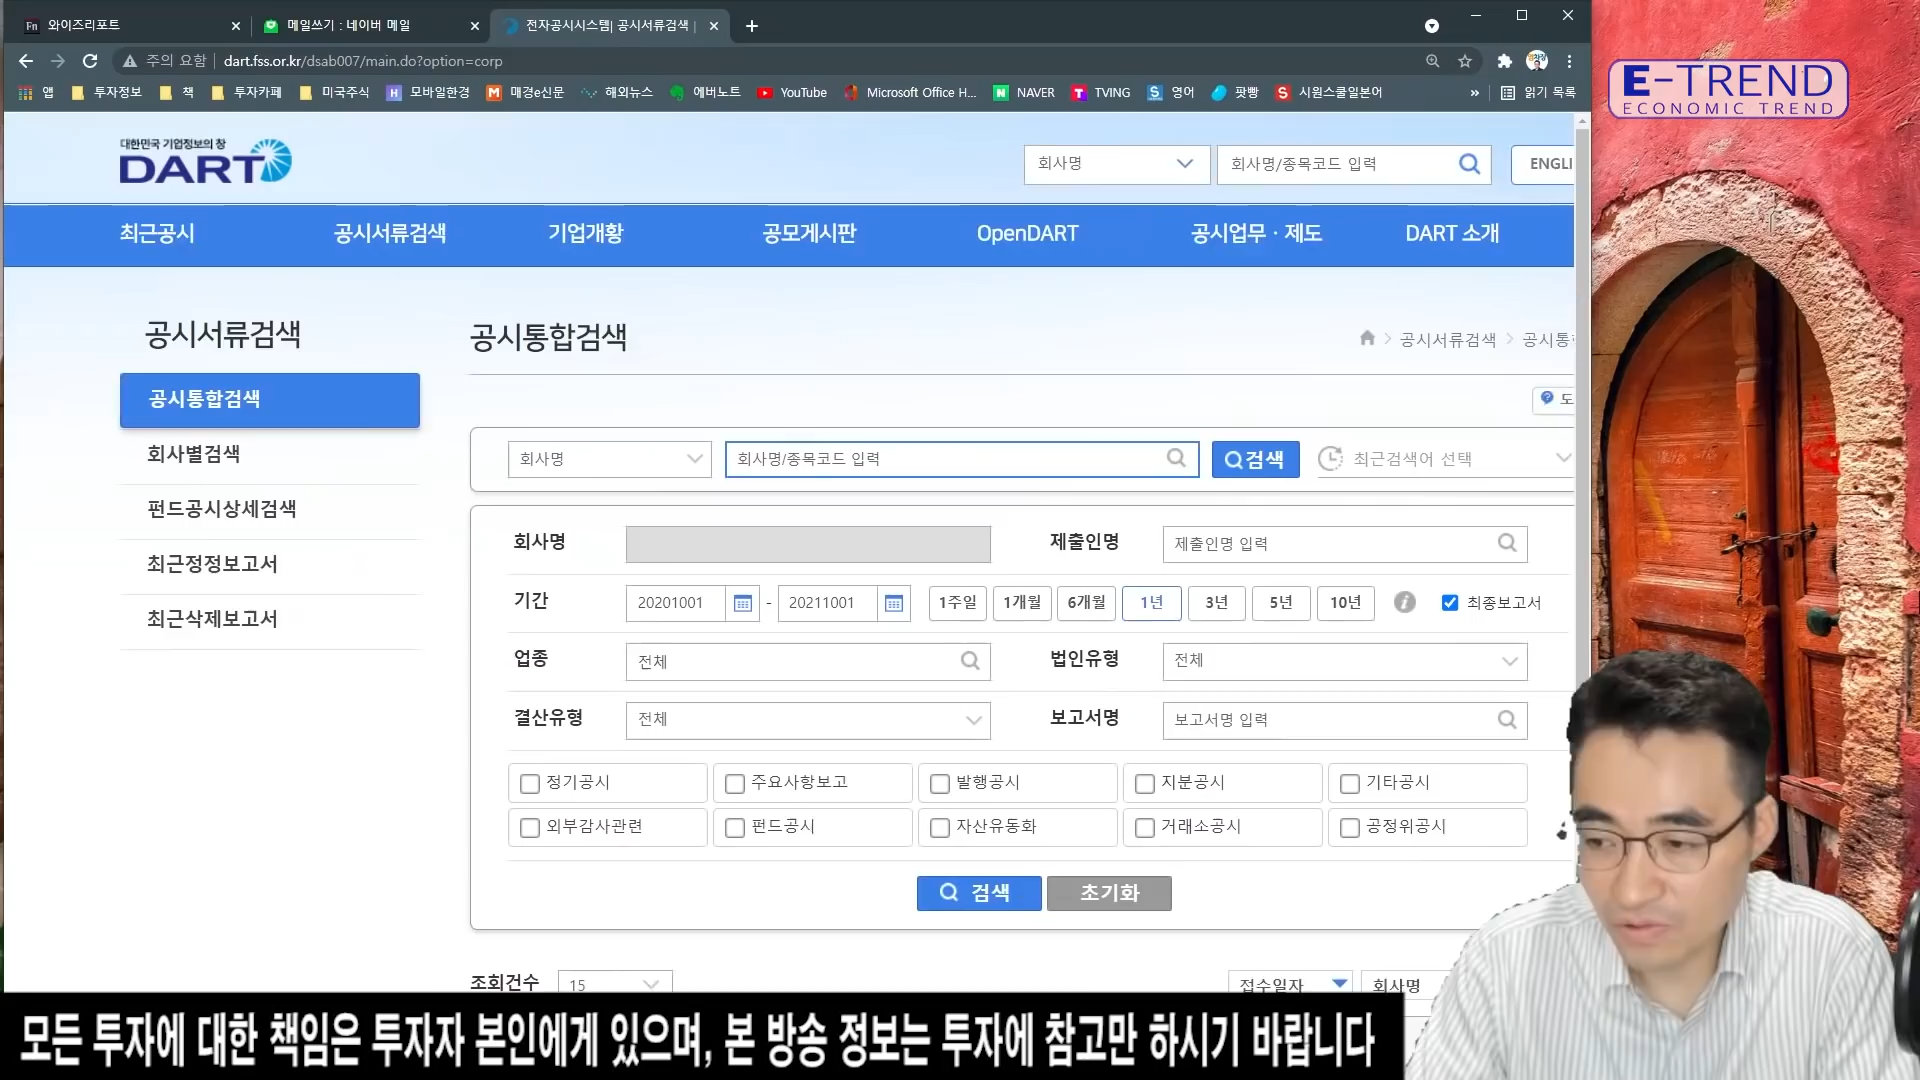 와이즈리포트
메일쓰기 : 네이버 메일
전자공시시스템| 공시서류검색 |
주의 요함 | dart.fss.or.kr/dsab007/main.do?option=corp
앱 투자정보 책 투자카페 미국주식 모바일한경 매경e신문 해외뉴스 에버노트 YouTube Microsoft Office H... NAVER TVING 영어 팟빵 시원스쿨일본어 » 읽기 목록
E-TREND
ECONOMIC TREND
대한민국 기업정보의 창
DART
회사명 회사명/종목코드 입력 ENGLI
최근공시 공시서류검색 기업개황 공모게시판 OpenDART 공시업무 · 제도 DART 소개
공시서류검색
공시통합검색
회사별검색
펀드공시상세검색
최근정정보고서
최근삭제보고서
공시통합검색
공시서류검색 > 공시통
도
회사명 회사명/종목코드 입력 검색 최근검색어 선택
회사명 제출인명 제출인명 입력
기간 20201001 - 20211001 1주일 1개월 6개월 1년 3년 5년 10년 최종보고서
업종 전체 법인유형 전체
결산유형 전체 보고서명 보고서명 입력
정기공시 주요사항보고 발행공시 지분공시 기타공시
외부감사관련 펀드공시 자산유동화 거래소공시 공정위공시
검색 초기화
조회건수 15 접수일자 회사명
모든 투자에 대한 책임은 투자자 본인에게 있으며, 본 방송 정보는 투자에 참고만 하시기 바랍니다